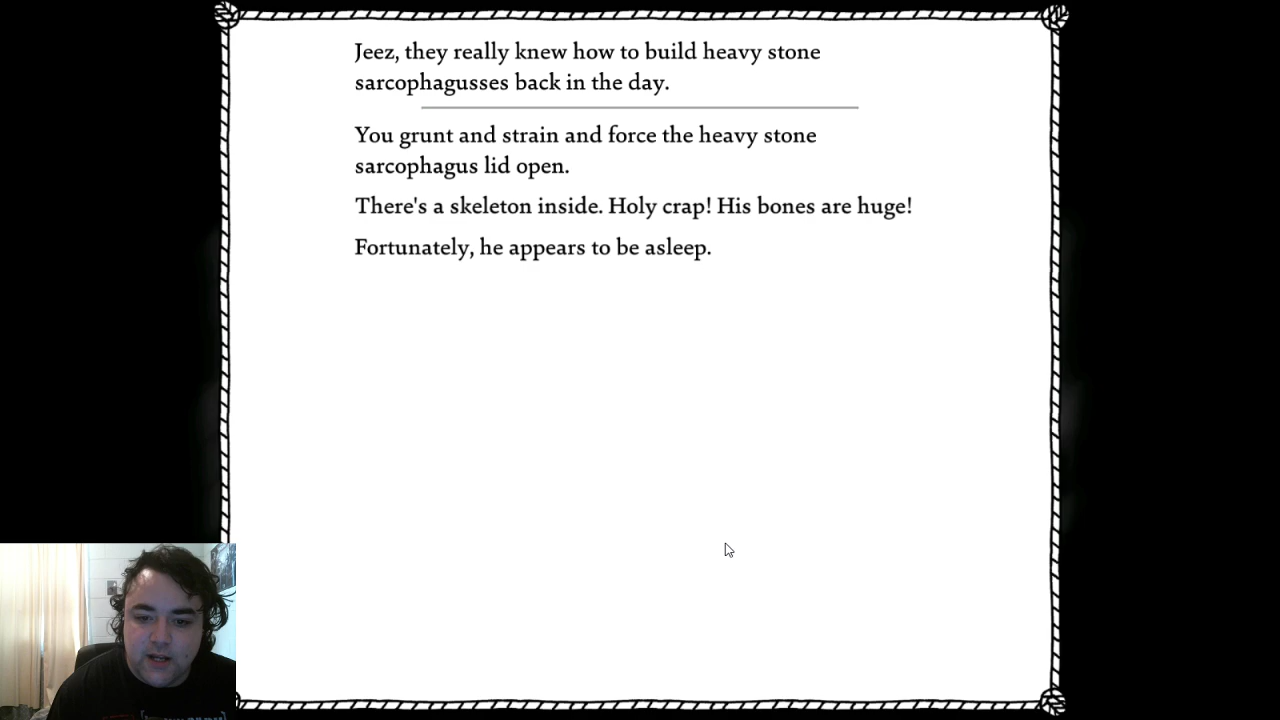 Jeez, they really knew how to build heavy stone
sarcophagusses back in the day.
You grunt and strain and force the heavy stone
sarcophagus lid open.
There's a skeleton inside. Holy crap! His bones are huge!
Fortunately, he appears to be asleep.